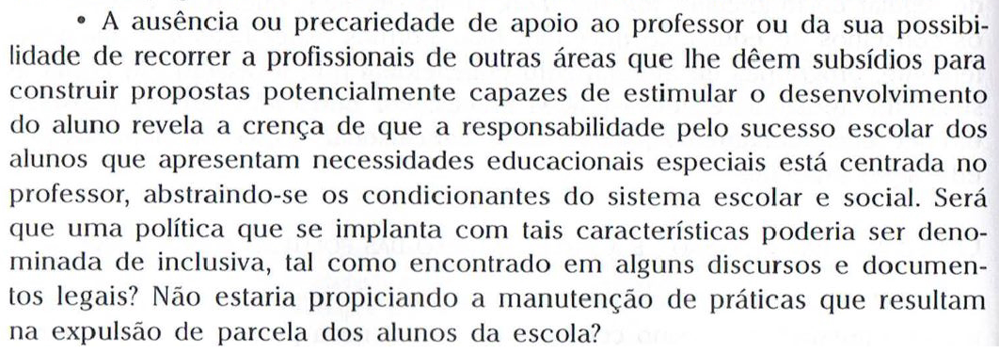 • A ausência ou precariedade de apoio ao professor ou da sua possibi-
lidade de recorrer a profissionais de outras áreas que lhe dêem subsídios para
construir propostas potencialmente capazes de estimular o desenvolvimento
do aluno revela a crença de que a responsabilidade pelo sucesso escolar dos
alunos que apresentam necessidades educacionais especiais está centrada no
professor, abstraindo-se os condicionantes do sistema escolar e social. Será
que uma política que se implanta com tais características poderia ser deno-
minada de inclusiva, tal como encontrado em alguns discursos e documen-
tos legais? Não estaria propiciando a manutenção de práticas que resultam
na expulsão de parcela dos alunos da escola?